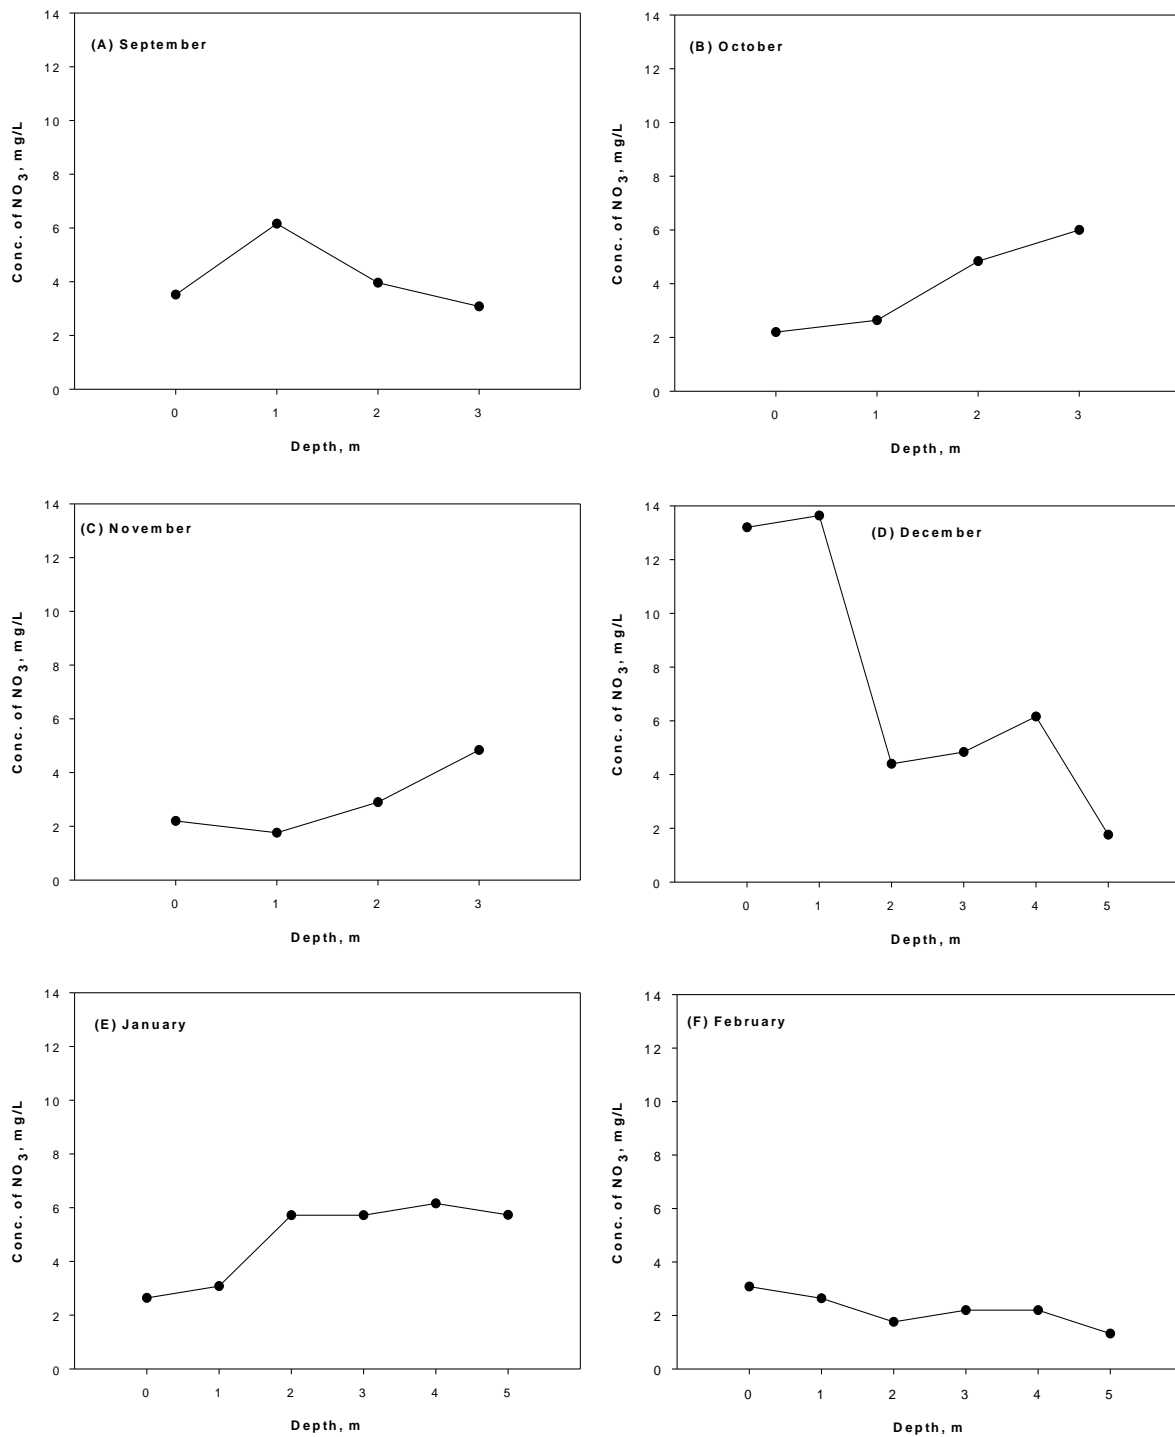 (A) September
14
12
10
8
6
4
2
0
Conc. of NO3, mg/L
0 1 2 3
Depth, m
(B) October
14
12
10
8
6
4
2
0
Conc. of NO3, mg/L
0 1 2 3
Depth, m
(C) November
14
12
10
8
6
4
2
0
Conc. of NO3, mg/L
0 1 2 3
Depth, m
(D) December
14
12
10
8
6
4
2
0
Conc. of NO3, mg/L
0 1 2 3 4 5
Depth, m
(E) January
14
12
10
8
6
4
2
0
Conc. of NO3, mg/L
0 1 2 3 4 5
Depth, m
(F) February
14
12
10
8
6
4
2
0
Conc. of NO3, mg/L
0 1 2 3 4 5
Depth, m